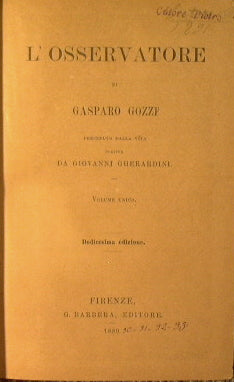 L'OSSERVATORE
DI
GASPARO GOZZI
PRECEDUTO DALLA VITA
SCRITTA
DA GIOVANNI GHERARDINI.
VOLUME UNICO.
Dodicesima edizione.
FIRENZE,
G. BARBÈRA, EDITORE.